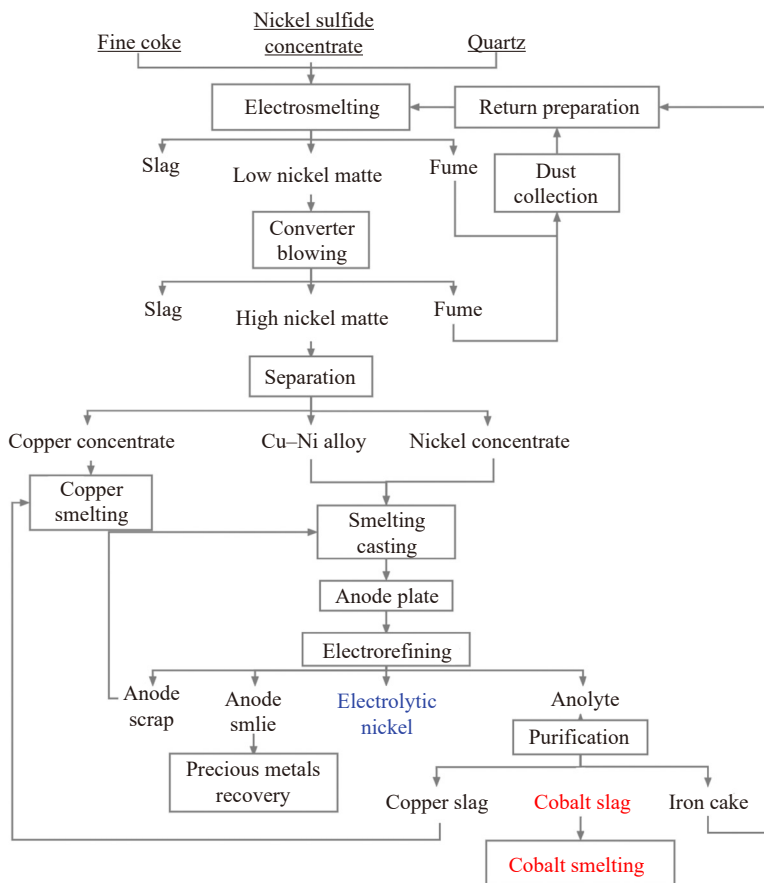 Nickel sulfide
concentrate
Fine coke
Quartz
Electrosmelting
Return preparation
Slag
Low nickel matte
Fume
Dust
collection
Converter
blowing
Slag
High nickel matte
Fume
Separation
Copper concentrate
Cu–Ni alloy
Nickel concentrate
Copper
smelting
Smelting
casting
Anode plate
Electrorefining
Anode
scrap
Anode
smlie
Electrolytic
nickel
Anolyte
Purification
Precious metals
recovery
Copper slag
Cobalt slag
Iron cake
Cobalt smelting